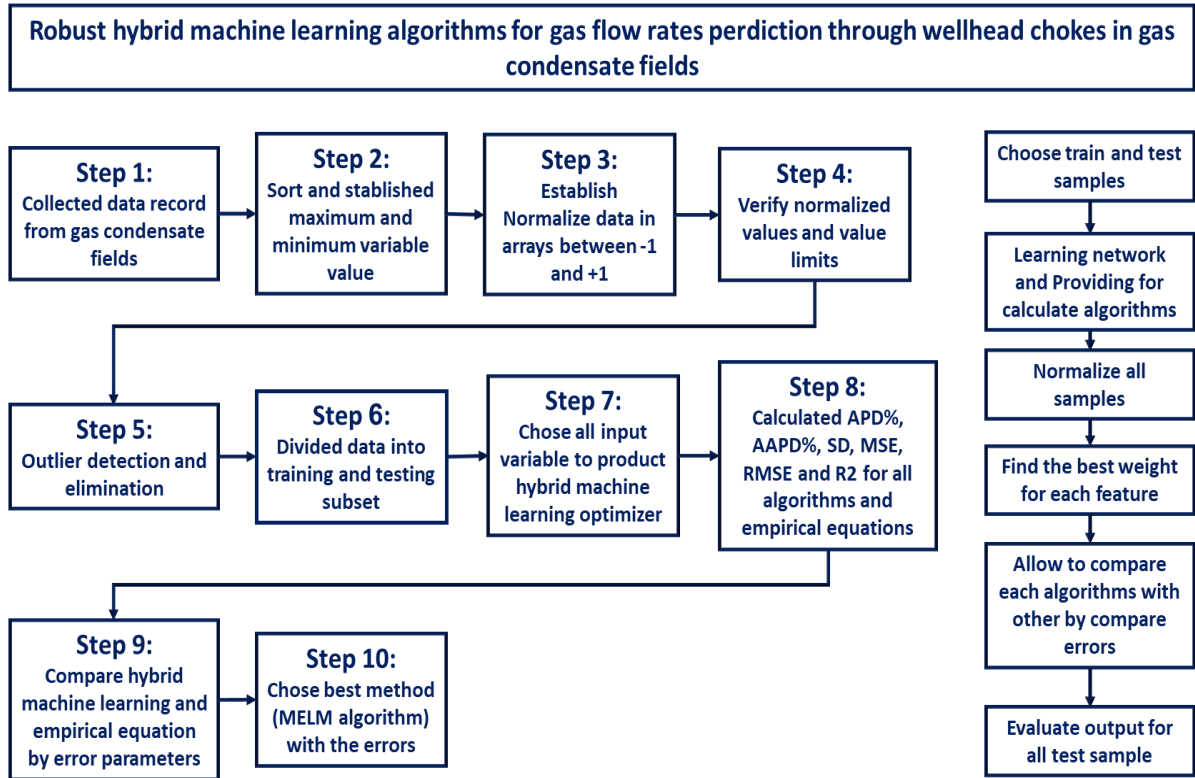 Robust hybrid machine learning algorithms for gas flow rates perdiction through wellhead chokes in gas
condensate fields
Step 1:
Collected data record
from gas condensate
fields
Step 2:
Sort and stablished
maximum and
minimum variable
value
Step 3:
Establish
Normalize data in
arrays between -1
and +1
Step 4:
Verify normalized
values and value
limits
Step 5:
Outlier detection and
elimination
Step 6:
Divided data into
training and testing
subset
Step 7:
Chose all input
variable to product
hybrid machine
learning optimizer
Step 8:
Calculated APD%,
AAPD%, SD, MSE,
RMSE and R2 for all
algorithms and
empirical equations
Step 9:
Compare hybrid
machine learning and
empirical equation
by error parameters
Step 10:
Chose best method
(MELM algorithm)
with the errors
Choose train and test
samples
Learning network
and Providing for
calculate algorithms
Normalize all
samples
Find the best weight
for each feature
Allow to compare
each algorithms with
other by compare
errors
Evaluate output for
all test sample